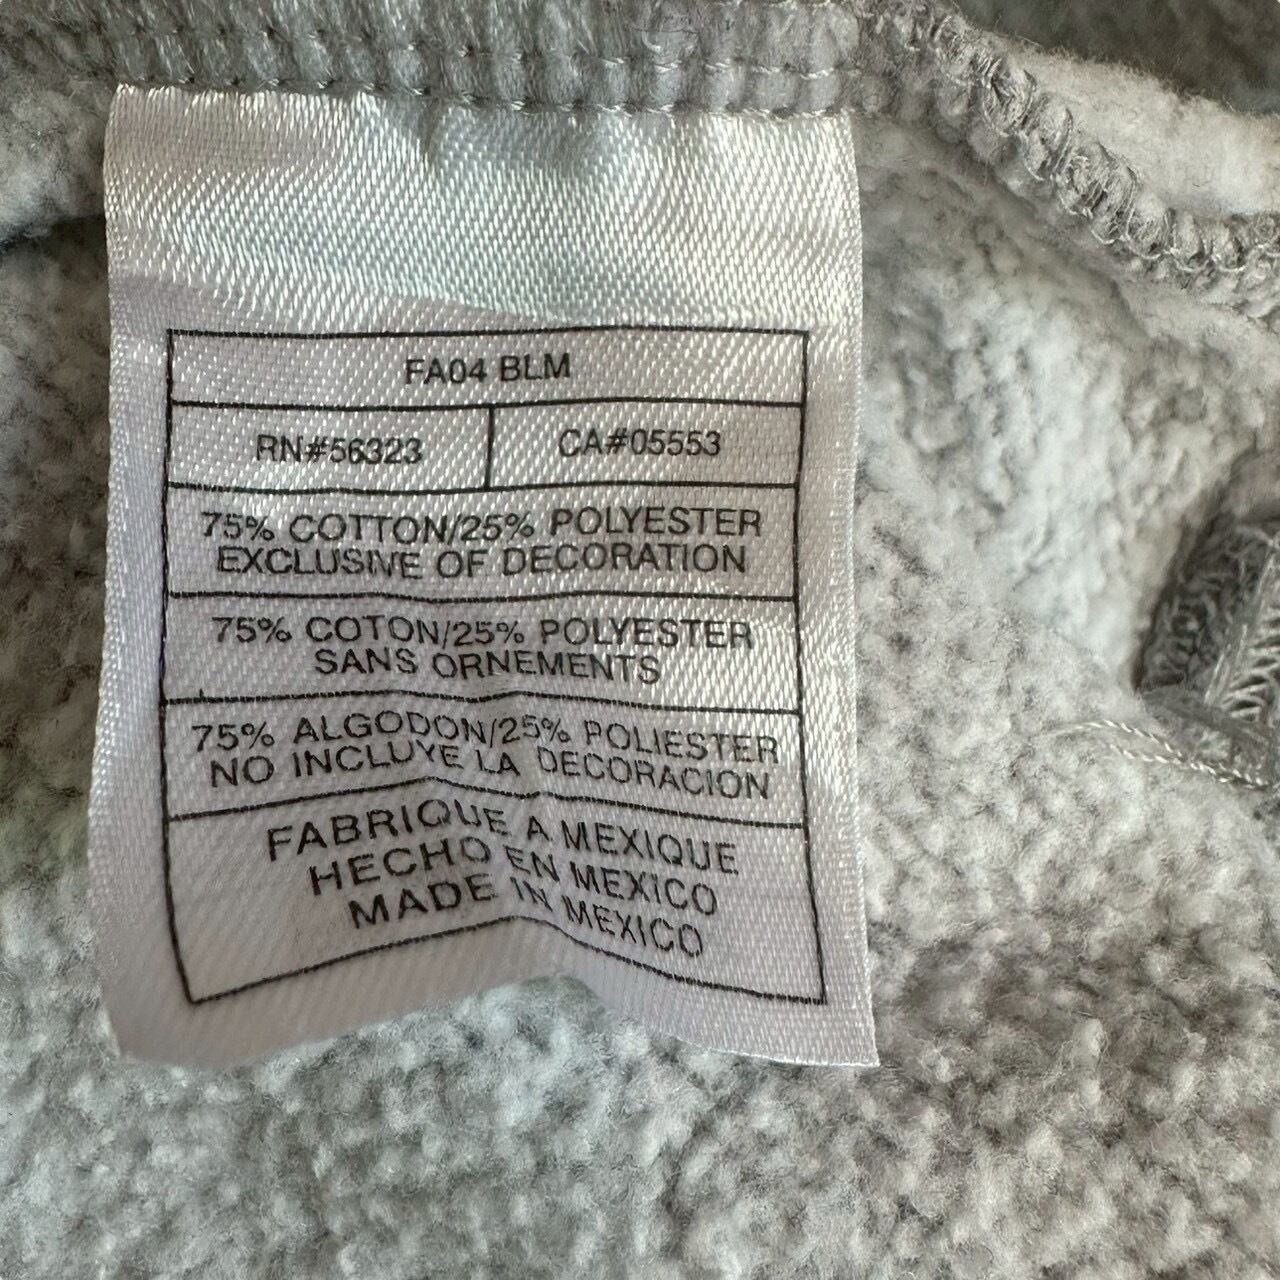 FA04 BLM
RN#56323
CA#05553
75% COTTON/25% POLYESTER
EXCLUSIVE OF DECORATION
75% COTON/25% POLYESTER
SANS ORNEMENTS
75% ALGODON/25% POLIESTER
NO INCLUYE LA DECORACION
FABRIQUE A MEXIQUE
HECHO EN MEXICO
MADE IN MEXICO